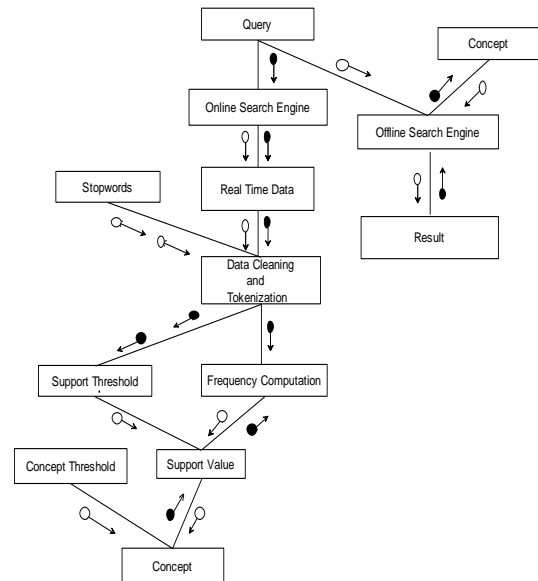 Query
Concept
Online Search Engine
Offline Search Engine
Stopwords
Real Time Data
Result
Data Cleaning
and
Tokenization
Support Threshold
Frequency Computation
Concept Threshold
Support Value
Concept